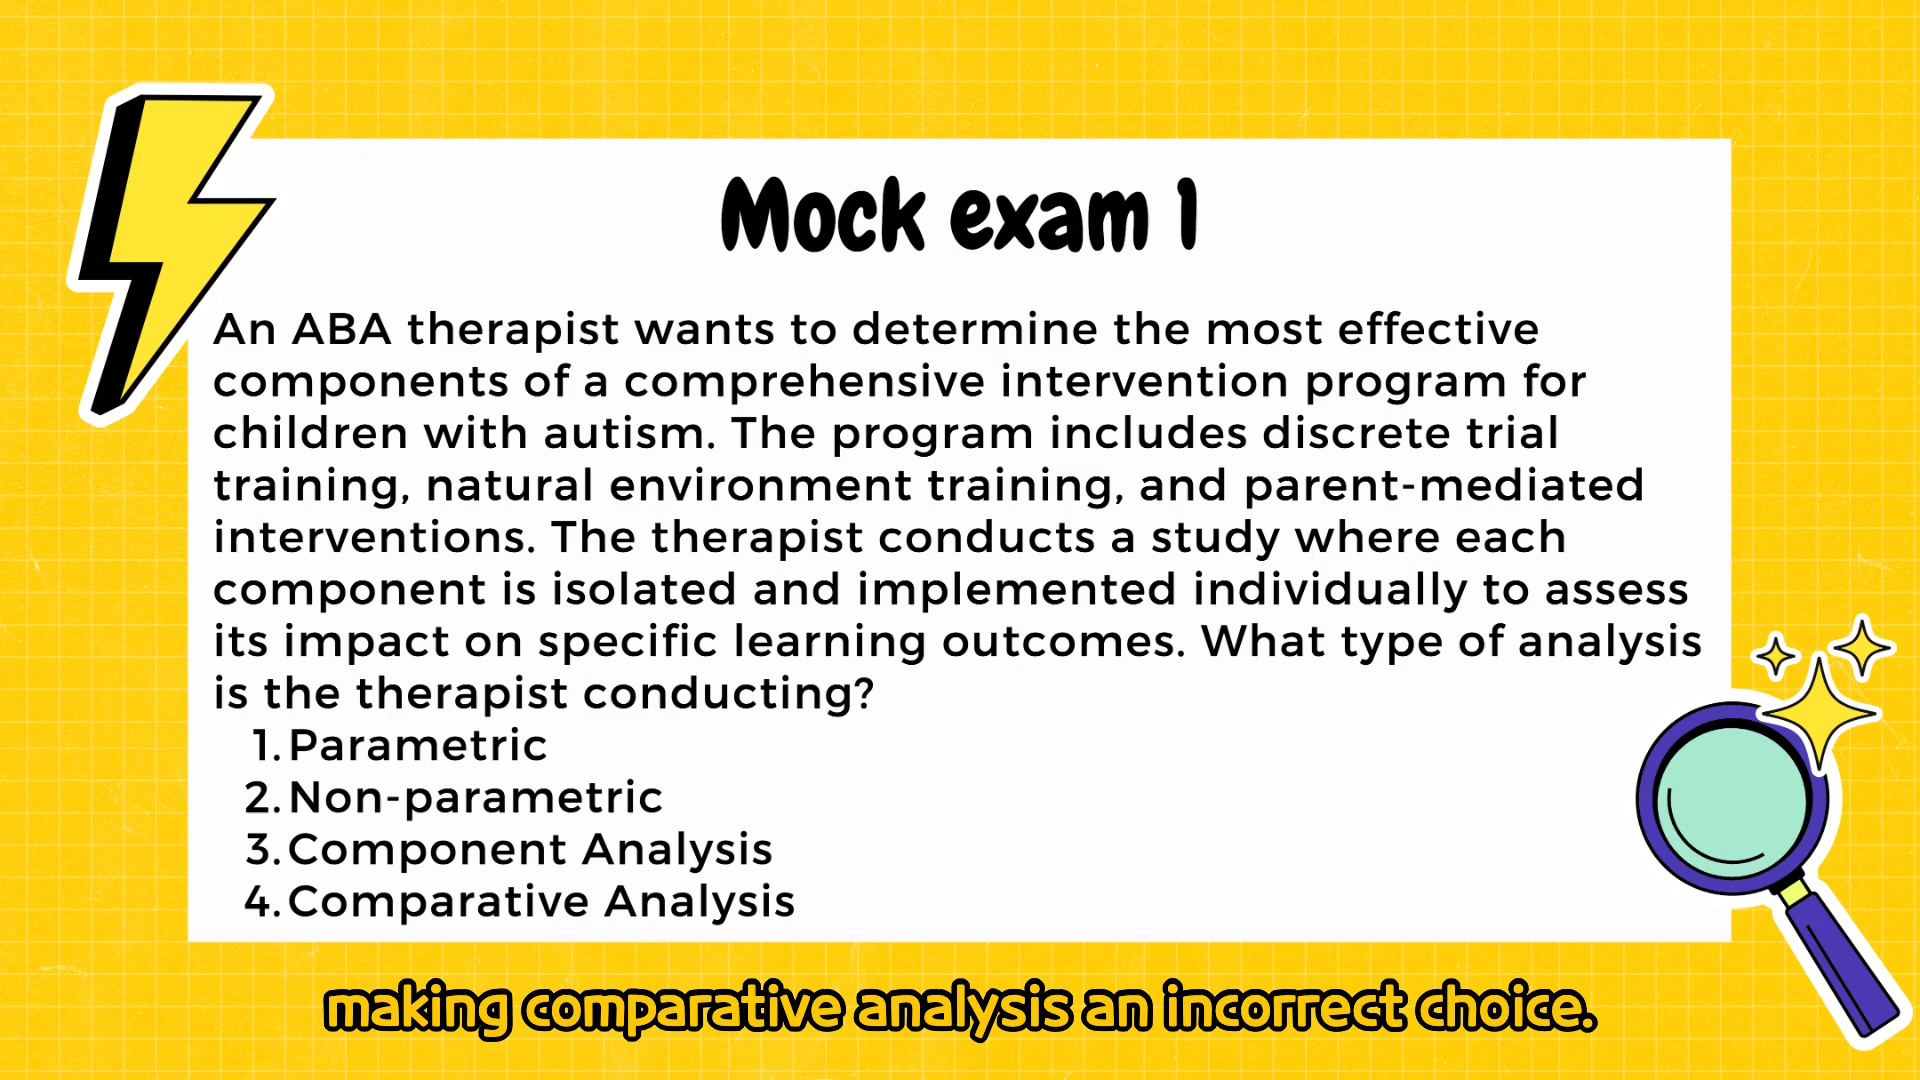 Mock exam 1
An ABA therapist wants to determine the most effective
components of a comprehensive intervention program for
children with autism. The program includes discrete trial
training, natural environment training, and parent-mediated
interventions. The therapist conducts a study where each
component is isolated and implemented individually to assess
its impact on specific learning outcomes. What type of analysis
is the therapist conducting?
1. Parametric
2. Non-parametric
3. Component Analysis
4. Comparative Analysis
making comparative analysis an incorrect choice.